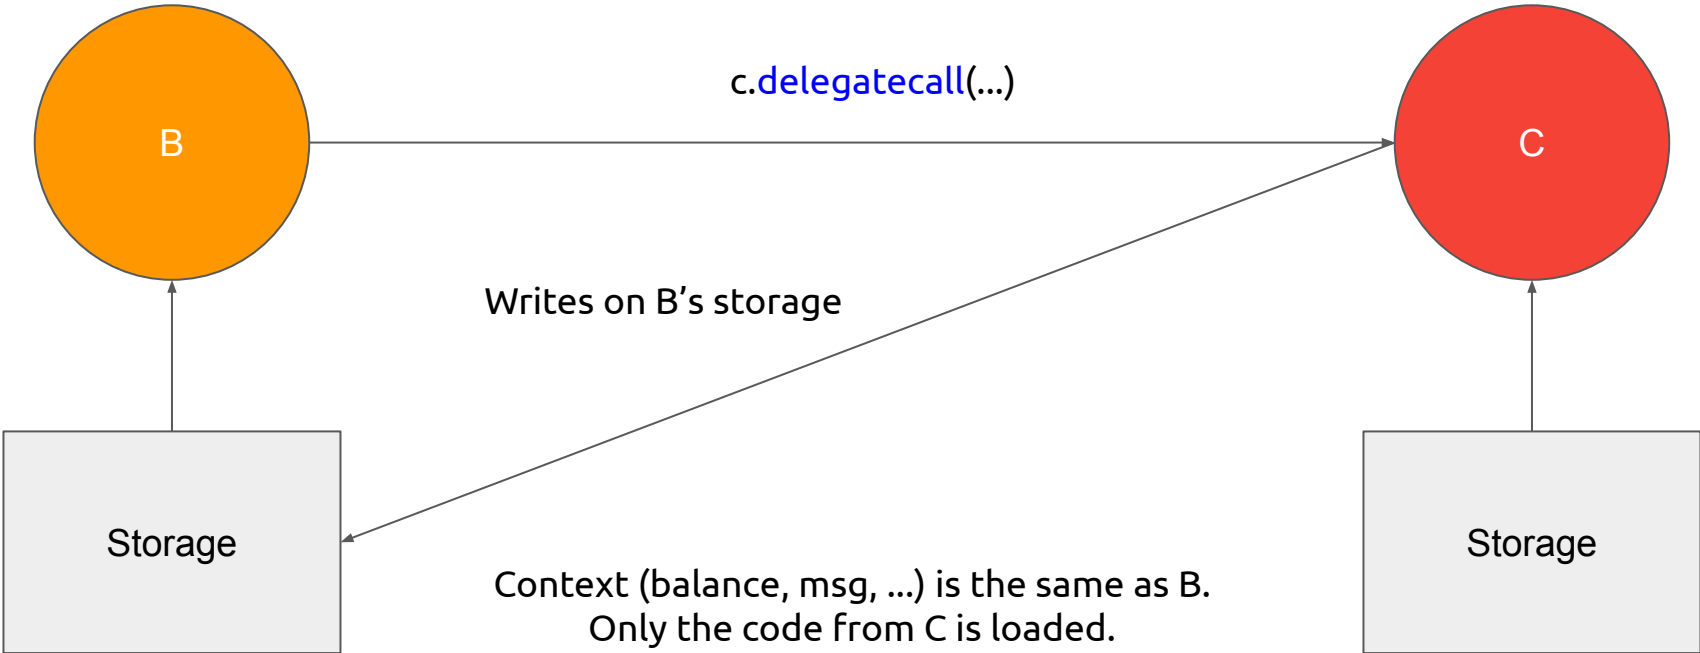 c.delegatecall(...)
B
C
Writes on B’s storage
Storage
Storage
Context (balance, msg, ...) is the same as B.
Only the code from C is loaded.